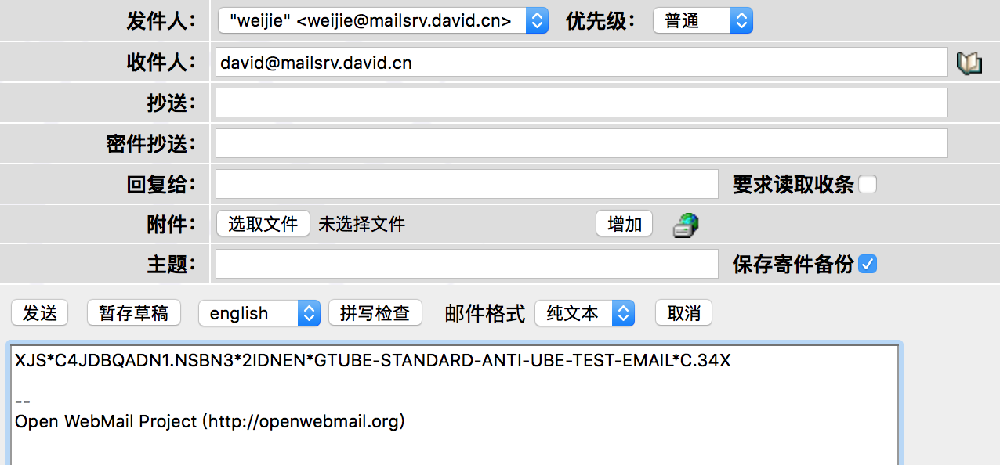 发件人： "weijie" <weijie@mailsrv.david.cn> 优先级： 普通
收件人： david@mailsrv.david.cn
抄送：
密件抄送：
回复给： 要求读取收条
附件： 选取文件 未选择文件 增加
主题： 保存寄件备份
发送 暂存草稿 english 拼写检查 邮件格式 纯文本 取消
XJS*C4JDBQADN1.NSBN3*2IDNEN*GTUBE-STANDARD-ANTI-UBE-TEST-EMAIL*C.34X
--
Open WebMail Project (http://openwebmail.org)